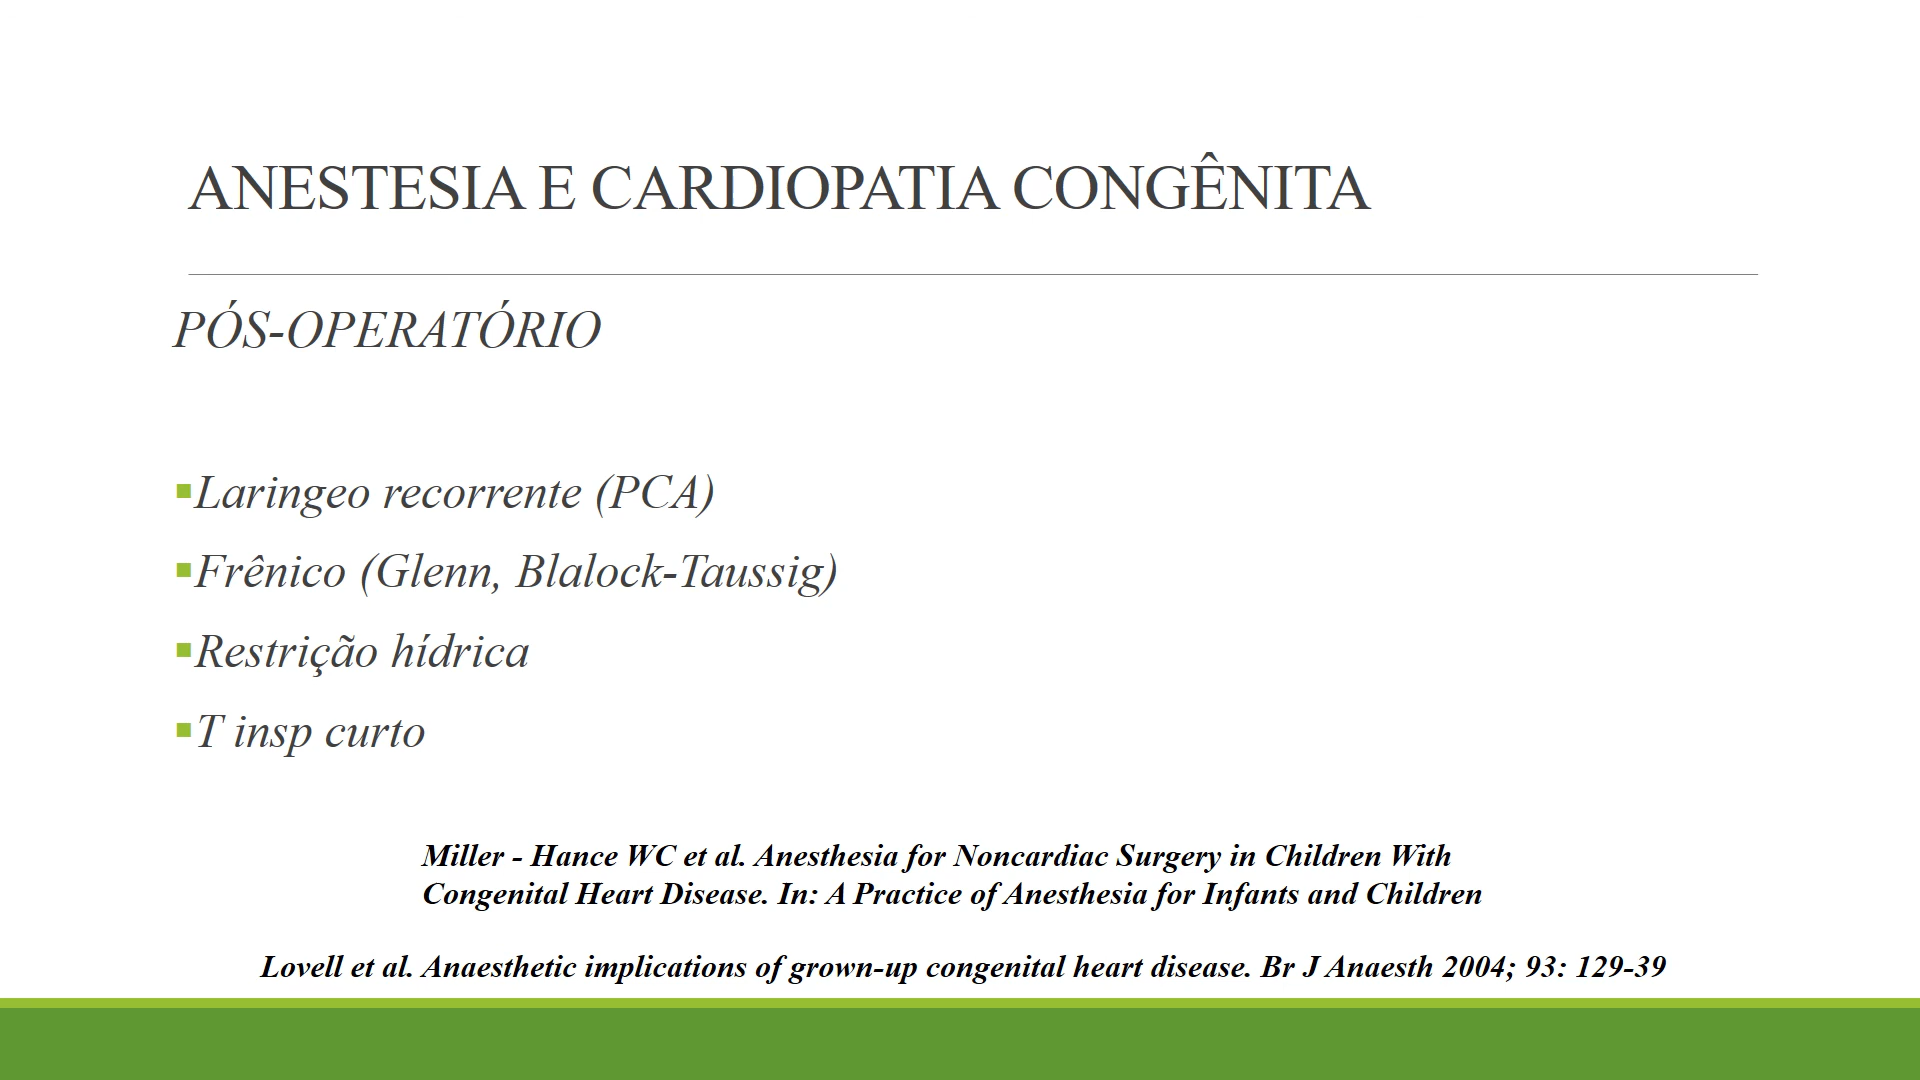 ANESTESIA E CARDIOPATIA CONGÊNITA
PÓS-OPERATÓRIO
▪Laringeo recorrente (PCA)
▪Frênico (Glenn, Blalock-Taussig)
▪Restrição hídrica
▪T insp curto
Miller - Hance WC et al. Anesthesia for Noncardiac Surgery in Children With
Congenital Heart Disease. In: A Practice of Anesthesia for Infants and Children
Lovell et al. Anaesthetic implications of grown-up congenital heart disease. Br J Anaesth 2004; 93: 129-39